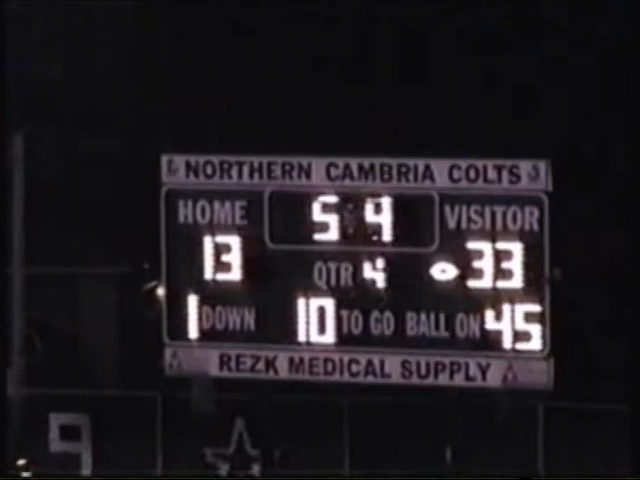 NORTHERN CAMBRIA COLTS
HOME 5 4 VISITOR
13 QTR 4 33
1 DOWN 10 TO GO BALL ON 45
REZK MEDICAL SUPPLY
9